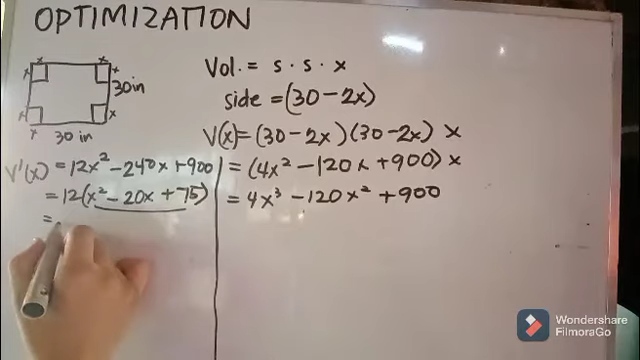 OPTIMIZATION
x x
x x
30in
x x
x
30 in
Vol. = s · s · x
side = (30 - 2x)
V(x) = (30 - 2x)(30 - 2x) x
= (4x² - 120x + 900) x
= 4x³ - 120x² + 900
V'(x) = 12x² - 240x + 900
= 12(x² - 20x + 75)
=
Wondershare
FilmoraGo